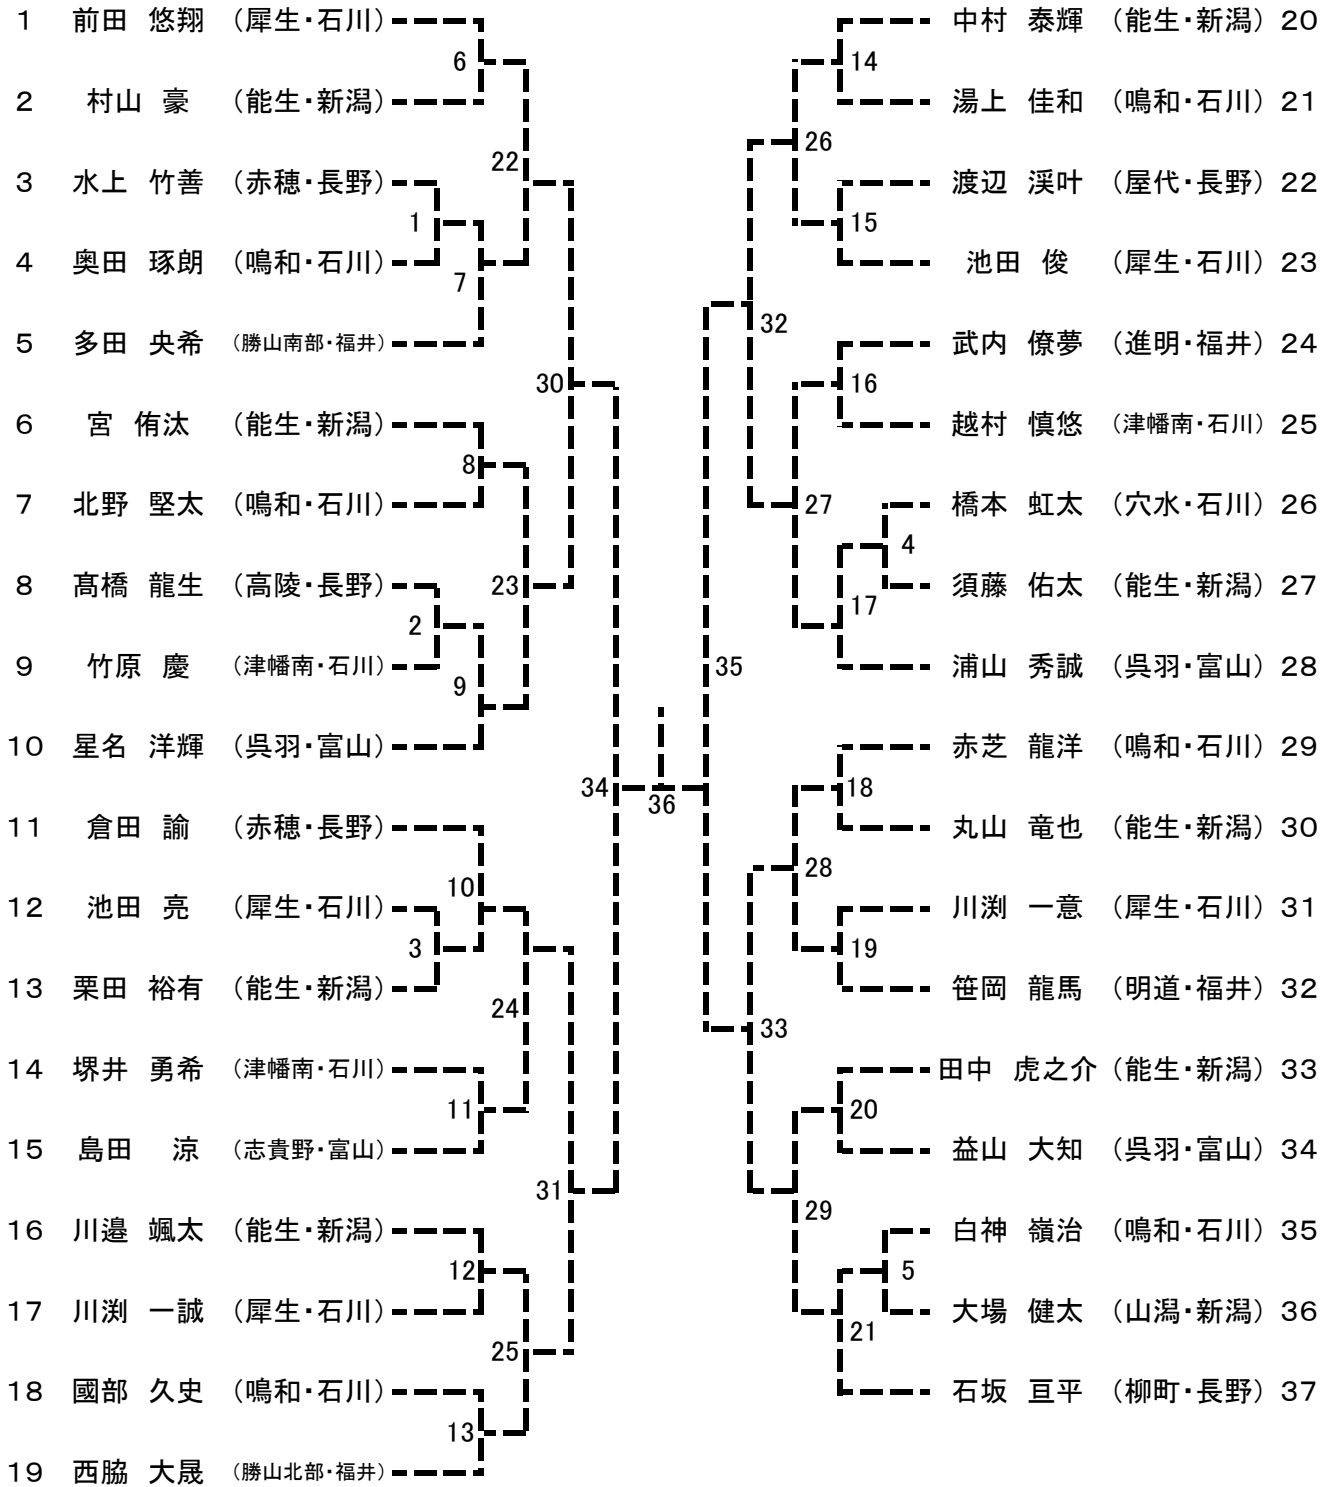 1 前田 悠翔 (犀生・石川)
6
2 村山 豪 (能生・新潟)
22
3 水上 竹善 (赤穂・長野)
1
4 奥田 琢朗 (鳴和・石川)
7
5 多田 央希 (勝山南部・福井)
30
6 宮 侑汰 (能生・新潟)
8
7 北野 堅太 (鳴和・石川)
23
8 髙橋 龍生 (高陵・長野)
2
9 竹原 慶 (津幡南・石川)
9
10 星名 洋輝 (呉羽・富山)
34
11 倉田 諭 (赤穂・長野)
10
12 池田 亮 (犀生・石川)
3
13 栗田 裕有 (能生・新潟)
24
14 堺井 勇希 (津幡南・石川)
11
15 島田 涼 (志貴野・富山)
31
16 川邉 颯太 (能生・新潟)
12
17 川渕 一誠 (犀生・石川)
25
18 國部 久史 (鳴和・石川)
13
19 西脇 大晟 (勝山北部・福井)
36
中村 泰輝 (能生・新潟) 20
14
湯上 佳和 (鳴和・石川) 21
26
渡辺 渓叶 (屋代・長野) 22
15
池田 俊 (犀生・石川) 23
32
武内 僚夢 (進明・福井) 24
16
越村 慎悠 (津幡南・石川) 25
27
橋本 虹太 (穴水・石川) 26
4
須藤 佑太 (能生・新潟) 27
17
浦山 秀誠 (呉羽・富山) 28
35
赤芝 龍洋 (鳴和・石川) 29
18
丸山 竜也 (能生・新潟) 30
28
川渕 一意 (犀生・石川) 31
19
笹岡 龍馬 (明道・福井) 32
33
田中 虎之介 (能生・新潟) 33
20
益山 大知 (呉羽・富山) 34
29
白神 嶺治 (鳴和・石川) 35
5
大場 健太 (山潟・新潟) 36
21
石坂 亘平 (柳町・長野) 37